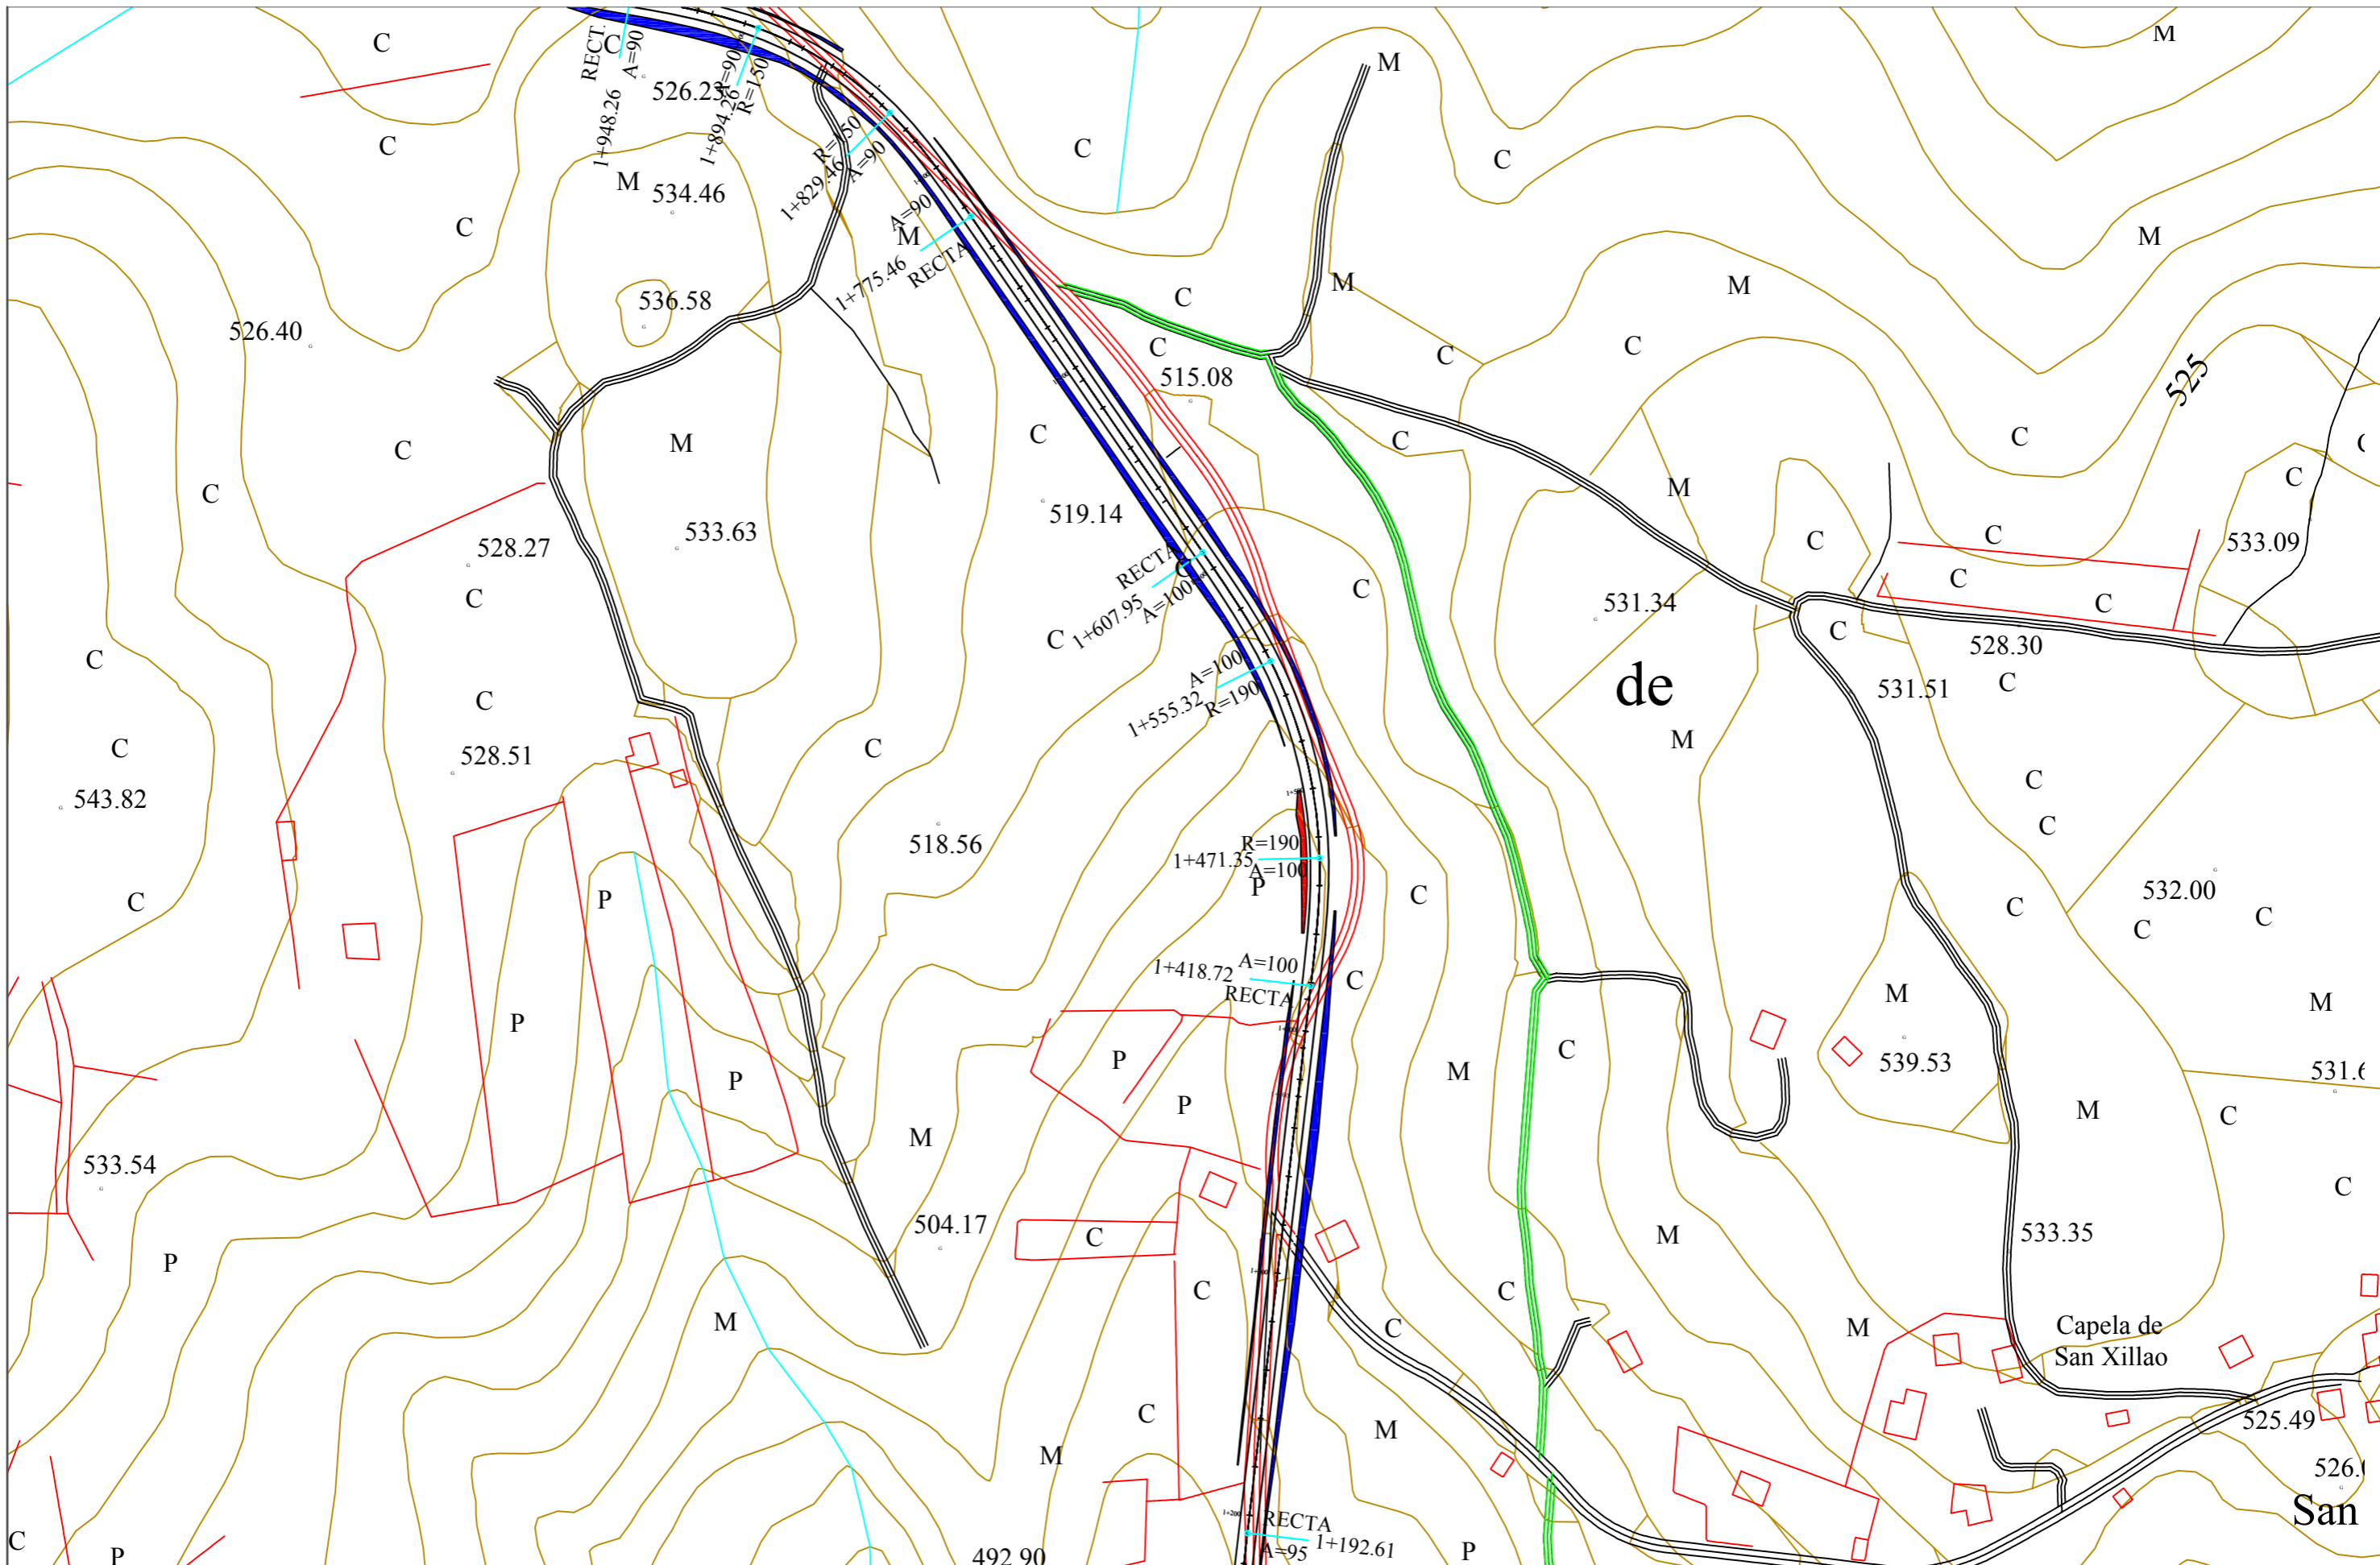 C
RECT.
C
A=90
1+948.26
526.23
A=90
R=150
1+894.26
M
M
C
C
C
R=150
A=90
1+829.46
M
534.46
C
A=90
M
RECTA
1+775.46
M
M
M
C
536.58
526.40
C
C
C
515.08
525
C
M
C
C
C
C
C
M
C
519.14
533.63
528.27
C
C
533.09
C
RECTA
C
A=100
1+607.95
C
C
C
C
531.34
C
C
528.30
C
A=100
R=190
1+555.32
de
531.51
C
C
C
M
C
C
528.51
543.82
C
C
518.56
R=190
1+471.35
A=100
P
C
C
P
532.00
C
C
C
A=100
1+418.72
RECTA
C
M
M
P
C
P
M
539.53
531.6
P
P
M
C
M
533.54
C
504.17
C
M
533.35
P
C
C
M
C
M
Capela de
San Xillao
C
M
M
525.49
526.0
San
RECTA
1+192.61
A=95
C
P
492.90
P